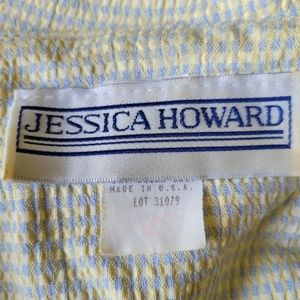 JESSICA HOWARD
MADE IN U.S.A.
LOT 31079